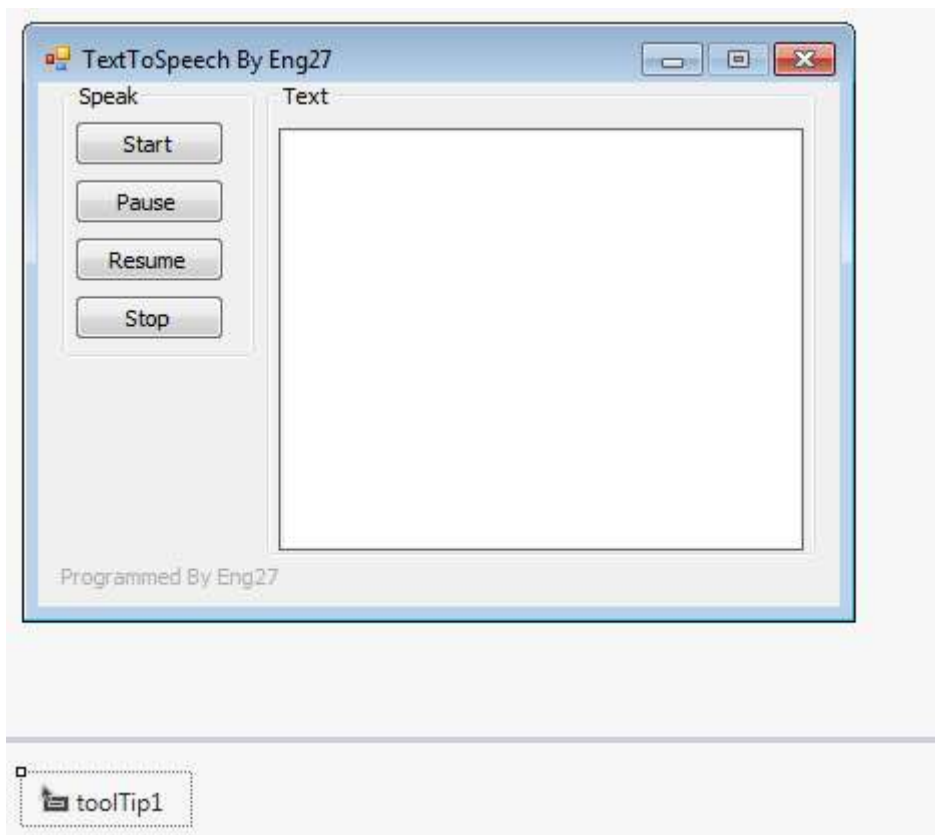 TextToSpeech By Eng27
Speak
Text
Start
Pause
Resume
Stop
Programmed By Eng27
toolTip1